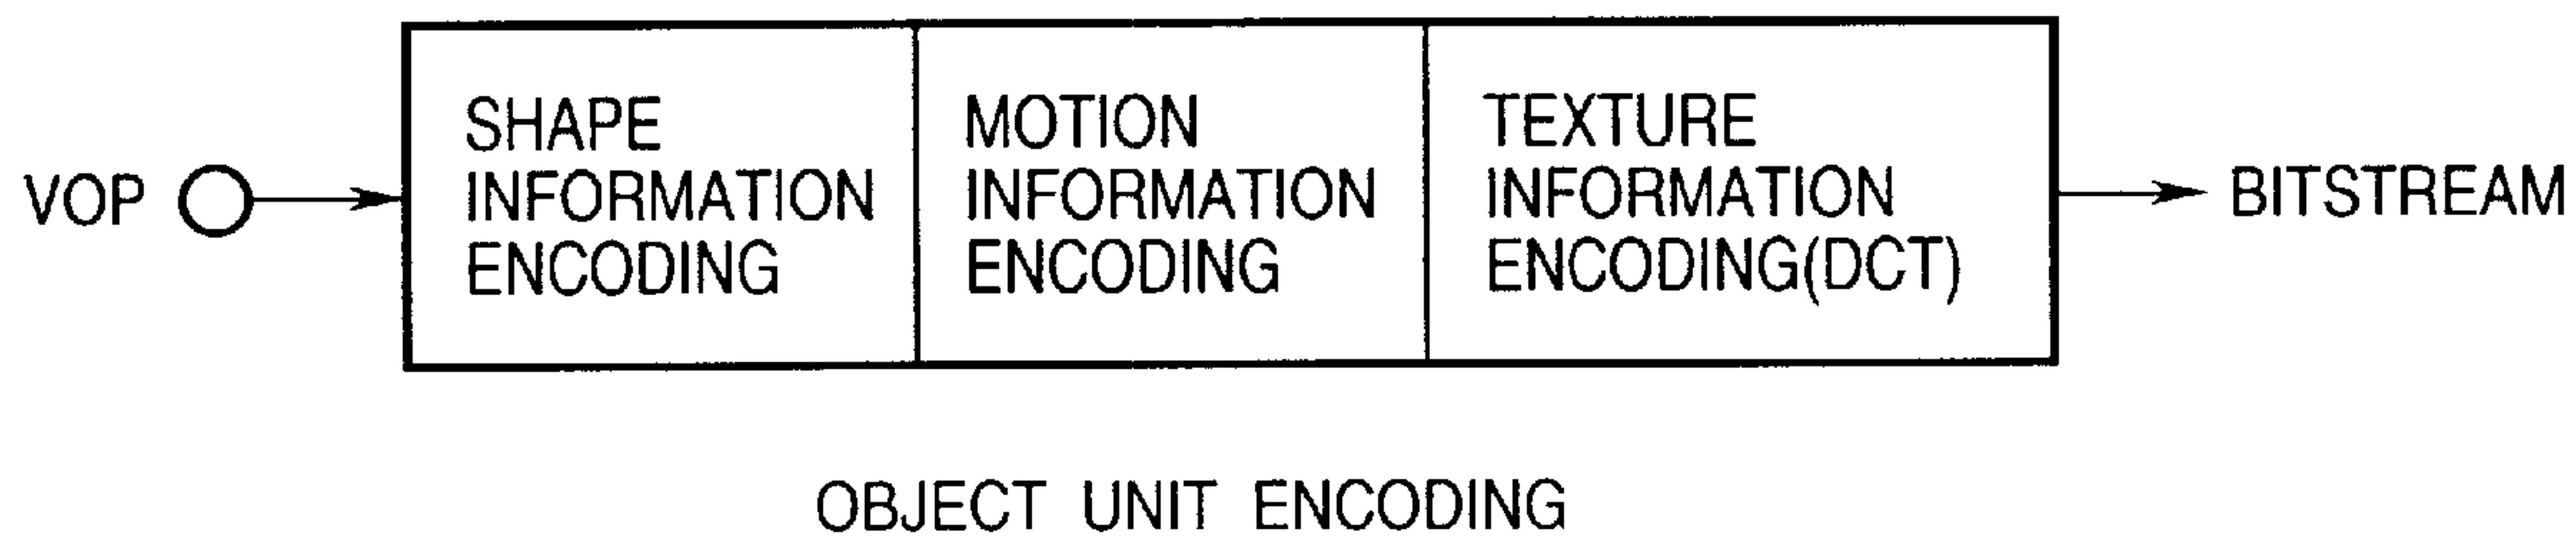 VOP
SHAPE
INFORMATION
ENCODING
MOTION
INFORMATION
ENCODING
TEXTURE
INFORMATION
ENCODING(DCT)
BITSTREAM
OBJECT UNIT ENCODING